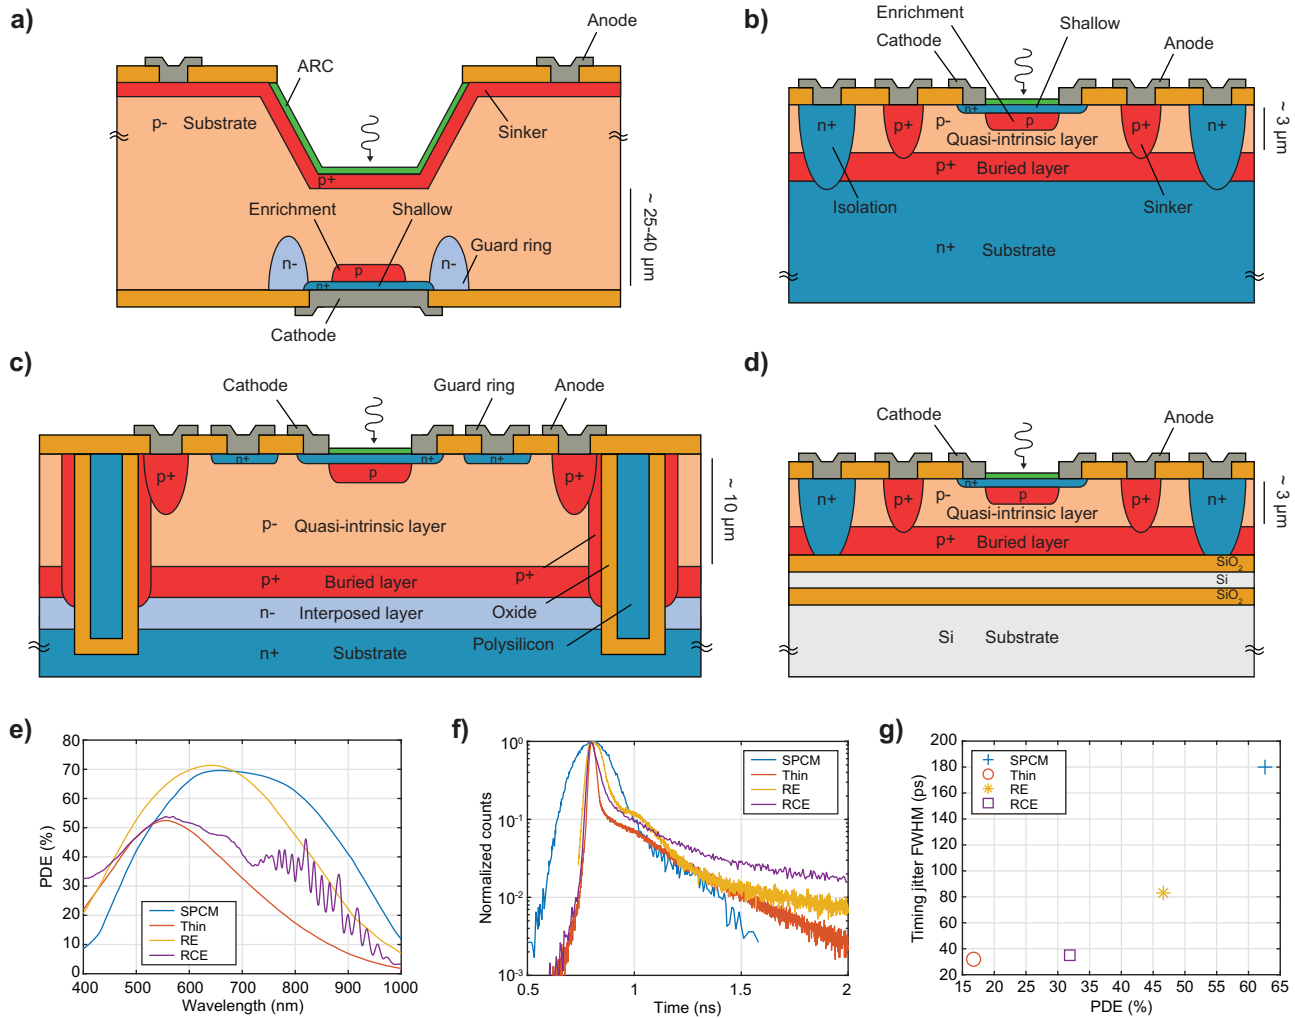 a)
Anode
ARC
p- Substrate
Sinker
p+
Enrichment
Shallow
Guard ring
n-
p
n-
n+
Cathode
~ 25-40 µm
b)
Enrichment
Shallow
Cathode
Anode
n+
p+
p-
n+
p
p+
n+
Quasi-intrinsic layer
p+ Buried layer
Isolation
Sinker
n+ Substrate
~ 3 µm
c)
Cathode
Guard ring
Anode
n+
n+
n+
p+
p
p+
p- Quasi-intrinsic layer
p+ Buried layer
p+
n- Interposed layer
Oxide
Polysilicon
n+ Substrate
~ 10 µm
d)
Cathode
Anode
n+
p+
p-
n+
p
p+
n+
Quasi-intrinsic layer
p+ Buried layer
SiO2
Si
SiO2
Si Substrate
~ 3 µm
e)
80
70
60
50
40
30
20
10
0
PDE (%)
SPCM
Thin
RE
RCE
400 500 600 700 800 900 1000
Wavelength (nm)
f)
10^0
10^-1
10^-2
10^-3
Normalized counts
SPCM
Thin
RE
RCE
0.5 1 1.5 2
Time (ns)
g)
200
180
160
140
120
100
80
60
40
20
Timing jitter FWHM (ps)
SPCM
Thin
RE
RCE
15 20 25 30 35 40 45 50 55 60 65
PDE (%)